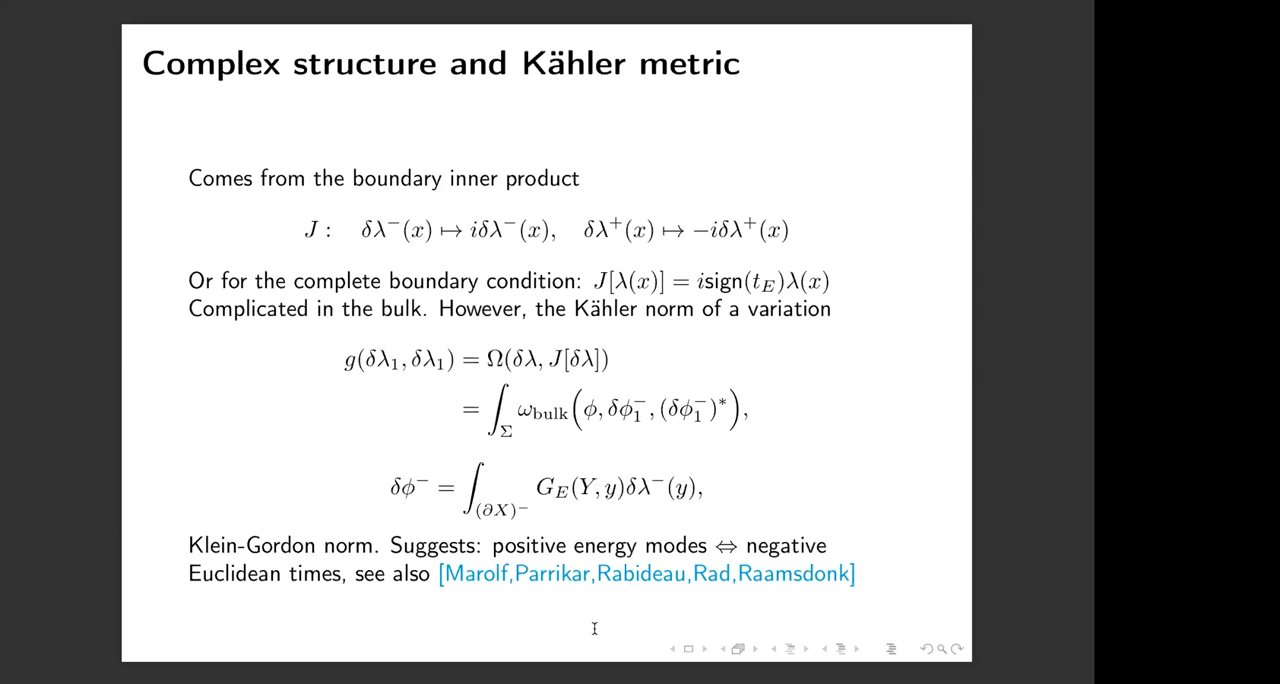 Complex structure and Kähler metric
Comes from the boundary inner product
J : δλ⁻(x) ↦ iδλ⁻(x), δλ⁺(x) ↦ −iδλ⁺(x)
Or for the complete boundary condition: J[λ(x)] = isign(t_E)λ(x)
Complicated in the bulk. However, the Kähler norm of a variation
g(δλ₁, δλ₁) = Ω(δλ, J[δλ])
= ∫_Σ ω_bulk(ϕ, δϕ₁⁻, (δϕ₁⁻)*),
δϕ⁻ = ∫_(∂X)⁻ G_E(Y, y)δλ⁻(y),
Klein-Gordon norm. Suggests: positive energy modes ⇔ negative
Euclidean times, see also [Marolf,Parrikar,Rabideau,Rad,Raamsdonk]